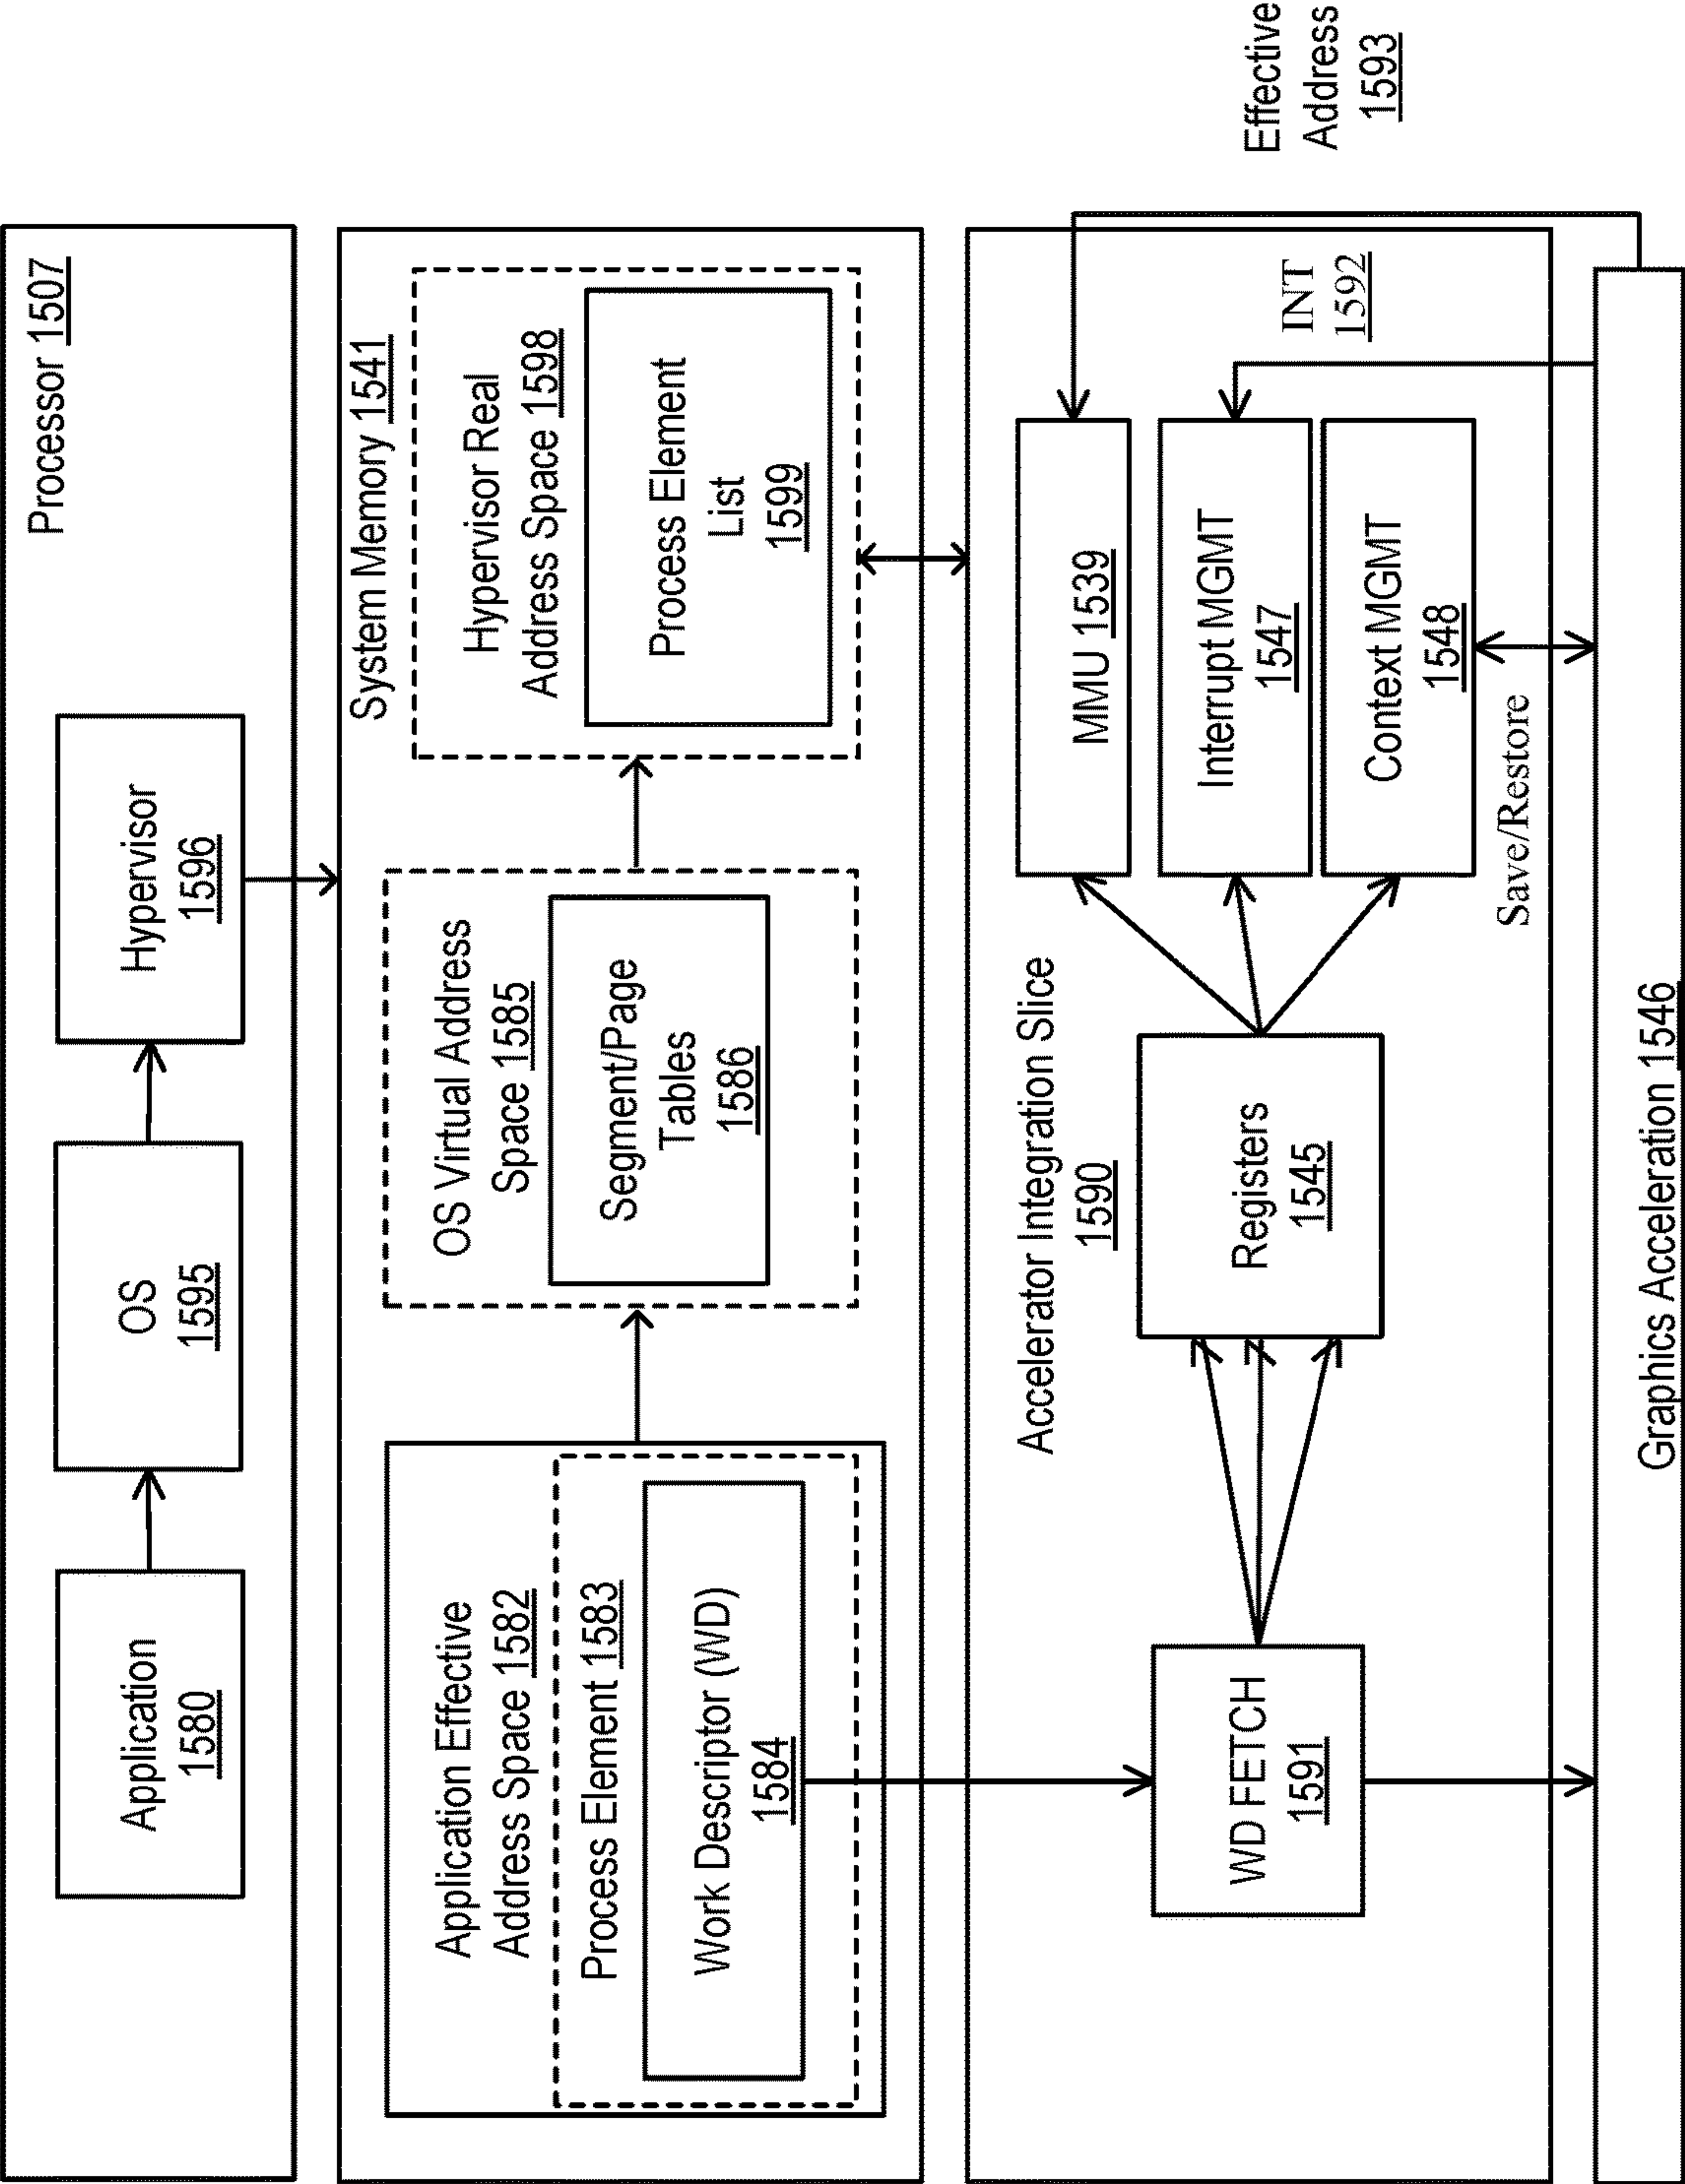 Processor 1507
Application
1580
OS
1595
Hypervisor
1596
System Memory 1541
Application Effective
Address Space 1582
Process Element 1583
Work Descriptor (WD)
1584
OS Virtual Address
Space 1585
Segment/Page
Tables
1586
Hypervisor Real
Address Space 1598
Process Element
List
1599
Accelerator Integration Slice
1590
WD FETCH
1591
Registers
1545
MMU 1539
Interrupt MGMT
1547
Context MGMT
1548
INT
1592
Save/Restore
Effective
Address
1593
Graphics Acceleration 1546